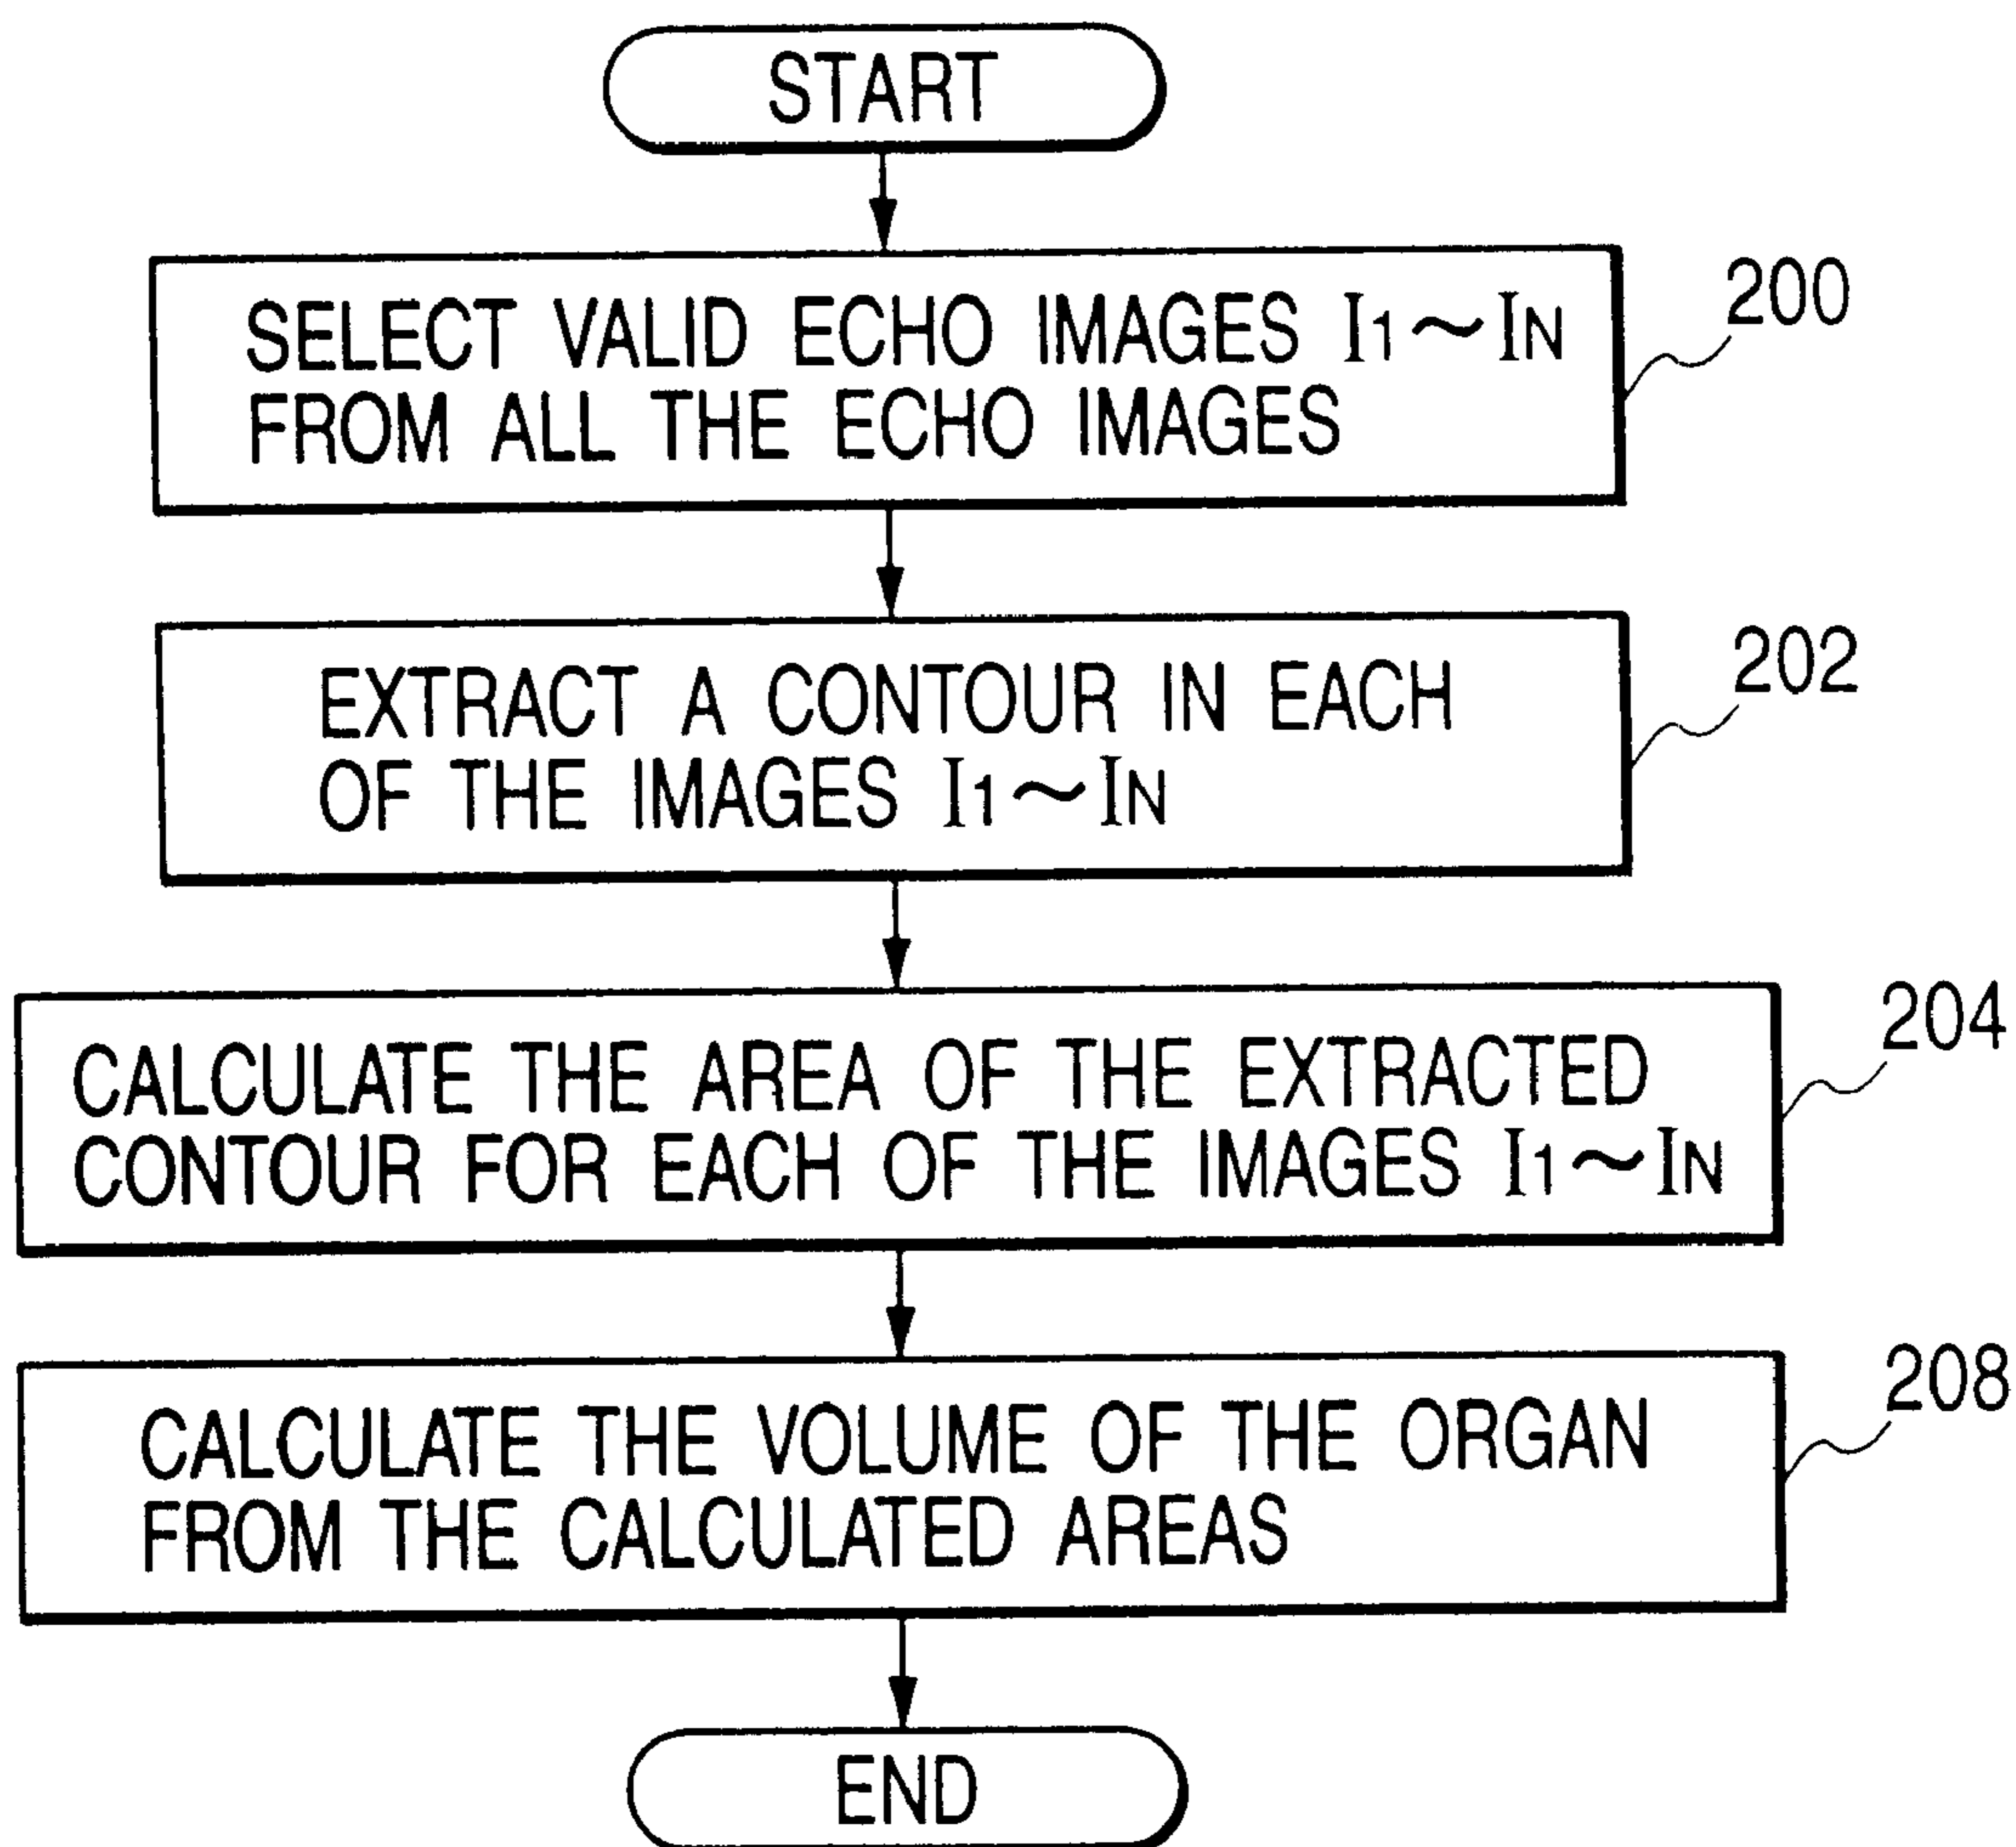 START
SELECT VALID ECHO IMAGES I1~IN
FROM ALL THE ECHO IMAGES
200
EXTRACT A CONTOUR IN EACH
OF THE IMAGES I1~IN
202
CALCULATE THE AREA OF THE EXTRACTED
CONTOUR FOR EACH OF THE IMAGES I1~IN
204
CALCULATE THE VOLUME OF THE ORGAN
FROM THE CALCULATED AREAS
208
END